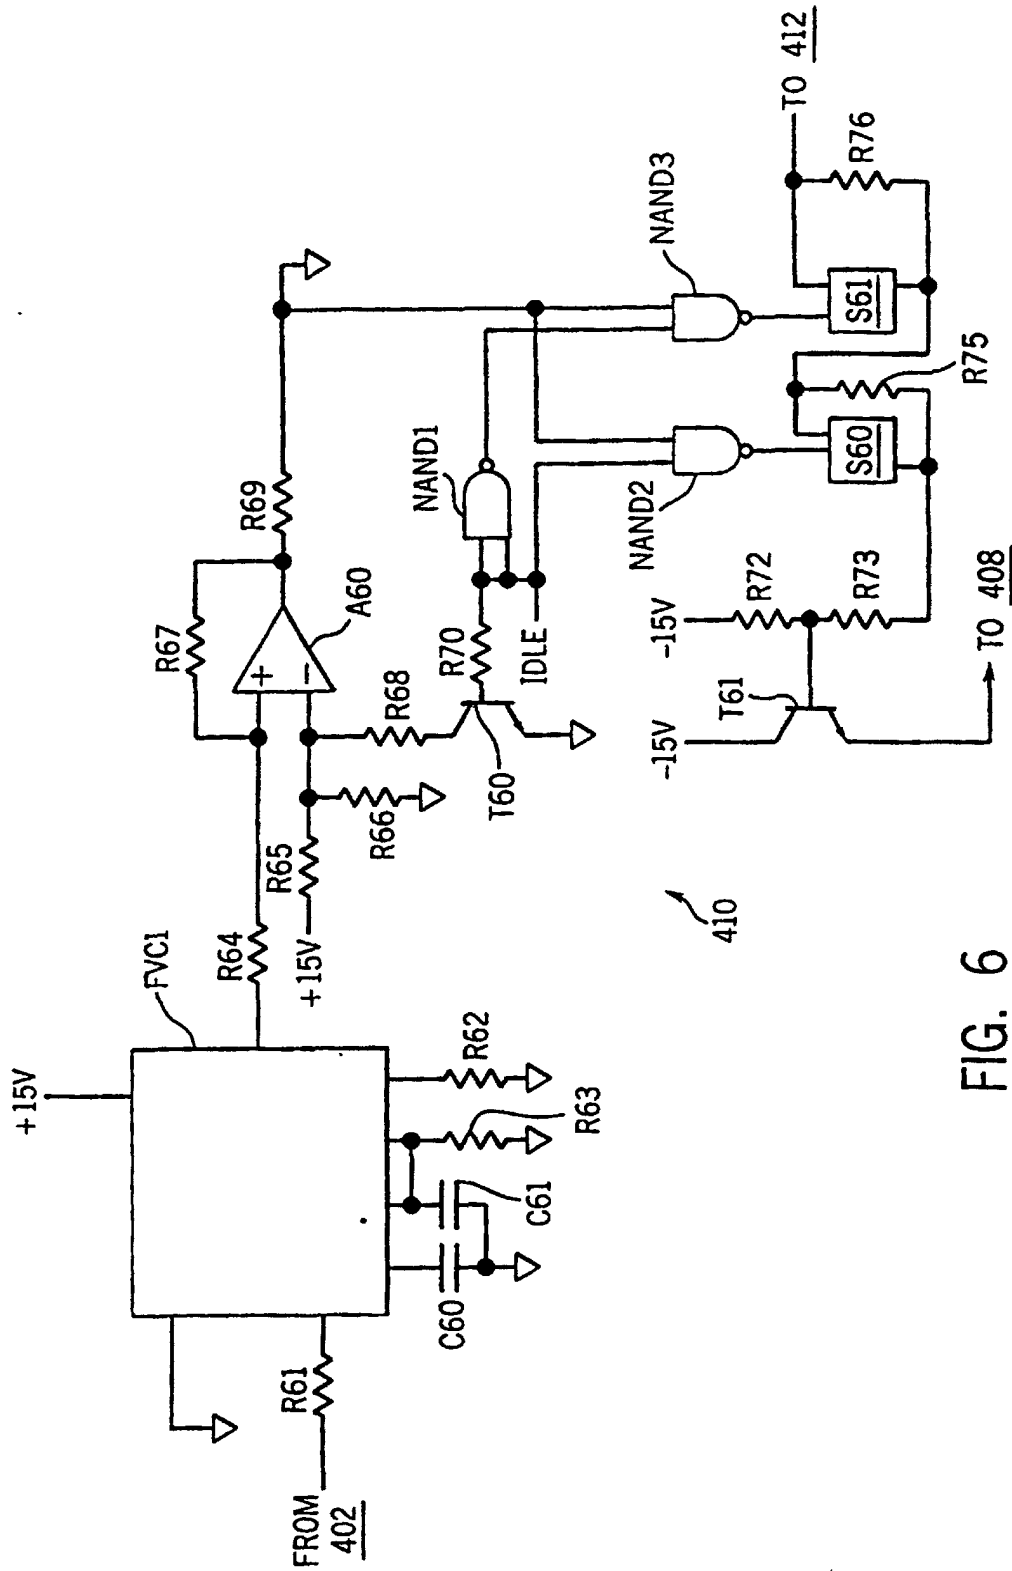 +15V
FVC1
FROM 402
R61
C60
C61
R63
R62
R64
R65
+15V
R66
R67
A60
R68
R69
T60
R70
IDLE
NAND1
NAND2
NAND3
-15V
-15V
T61
R72
R73
TO 408
S60
R75
S61
R76
TO 412
410
FIG. 6
+
−